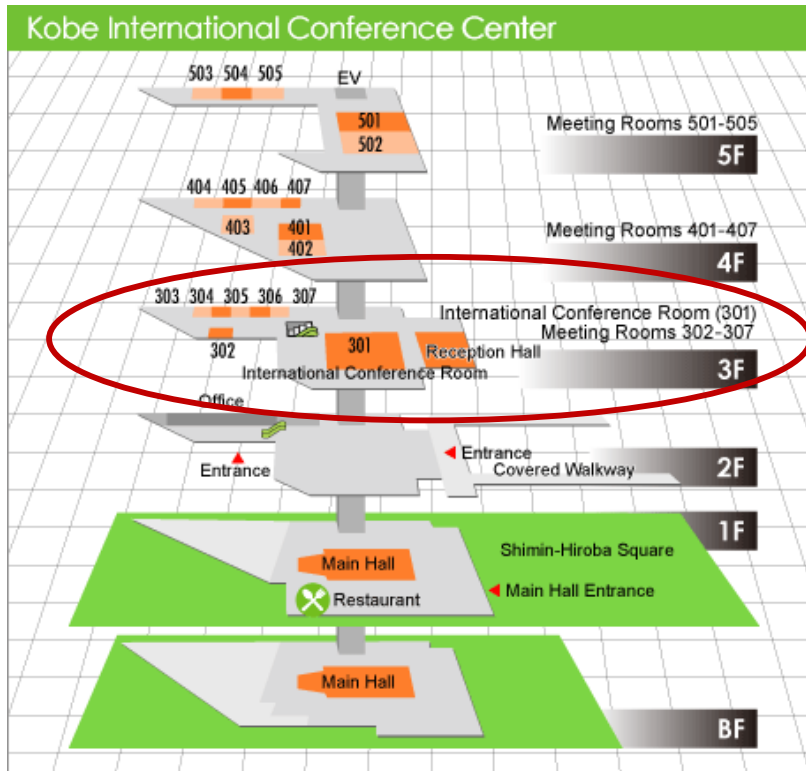 Kobe International Conference Center
503 504 505 EV
501
502
Meeting Rooms 501-505
5F
404 405 406 407
403 401
402
Meeting Rooms 401-407
4F
303 304 305 306 307
302
301
International Conference Room
Reception Hall
International Conference Room (301)
Meeting Rooms 302-307
3F
Office
Entrance
Entrance
Covered Walkway
2F
1F
Main Hall
Restaurant
Shimin-Hiroba Square
Main Hall Entrance
Main Hall
BF